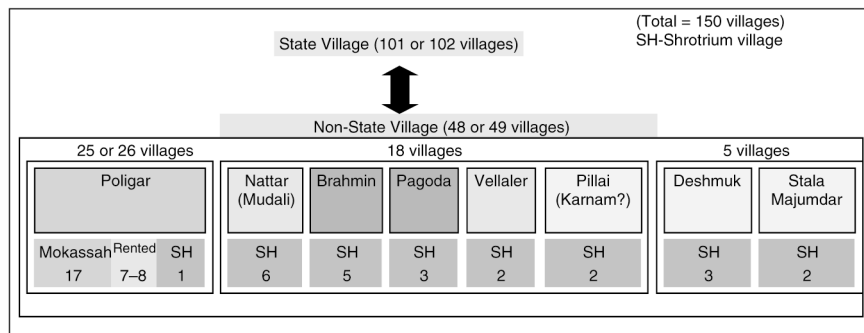 (Total = 150 villages)
SH-Shrotrium village
State Village (101 or 102 villages)
Non-State Village (48 or 49 villages)
25 or 26 villages
18 villages
5 villages
Poligar
Nattar
(Mudali)
Brahmin
Pagoda
Vellaler
Pillai
(Karnam?)
Deshmuk
Stala
Majumdar
Mokassah
17
Rented
7–8
SH
1
SH
6
SH
5
SH
3
SH
2
SH
2
SH
3
SH
2